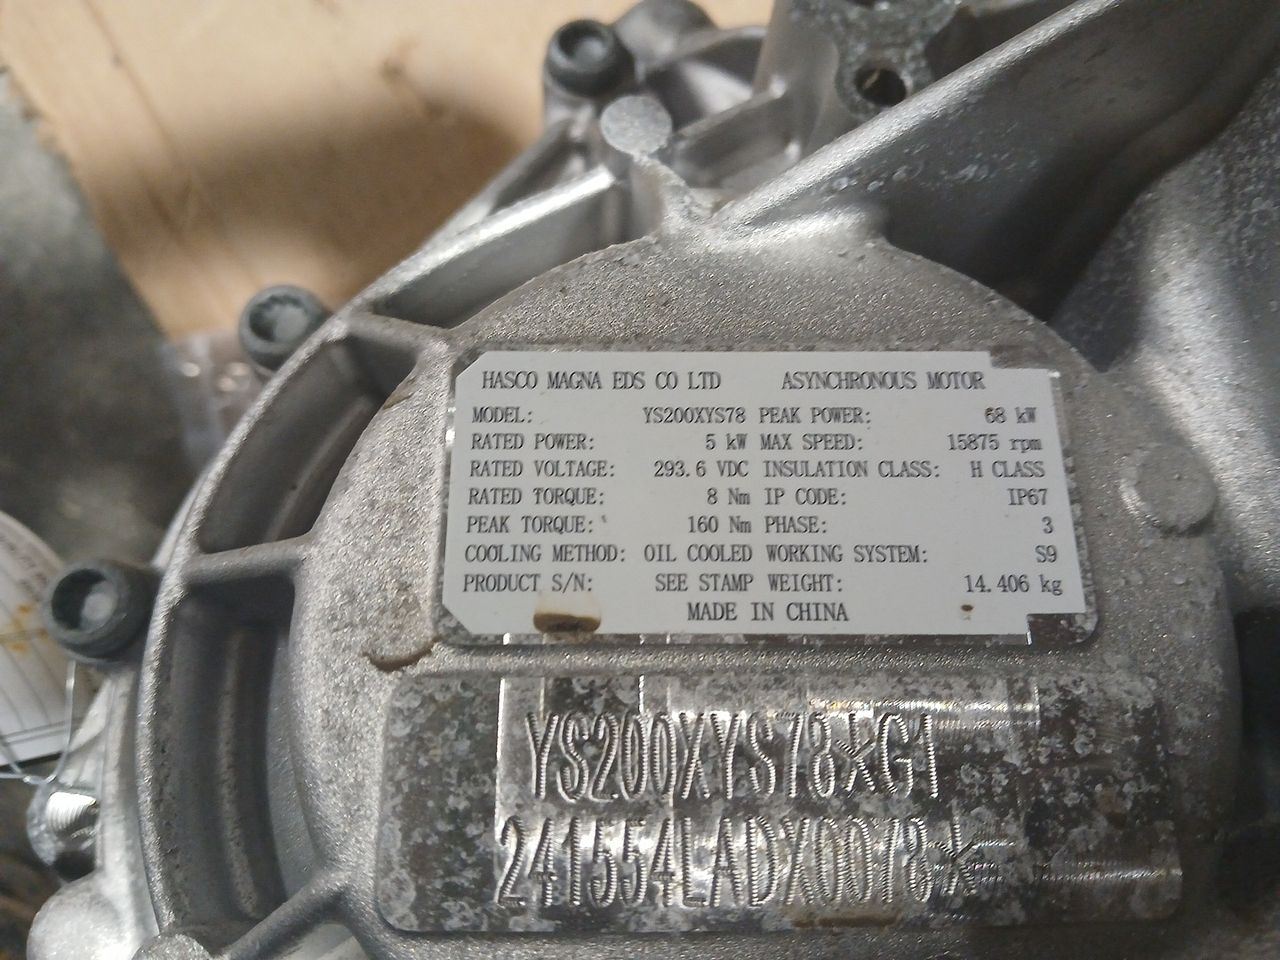 HASCO MAGNA EDS CO LTD ASYNCHRONOUS MOTOR
MODEL: YS200XYS78 PEAK POWER: 68 kW
RATED POWER: 5 kW MAX SPEED: 15875 rpm
RATED VOLTAGE: 293.6 VDC INSULATION CLASS: H CLASS
RATED TORQUE: 8 Nm IP CODE: IP67
PEAK TORQUE: 160 Nm PHASE: 3
COOLING METHOD: OIL COOLED WORKING SYSTEM: S9
PRODUCT S/N: SEE STAMP WEIGHT: 14.406 kg
MADE IN CHINA
YS200XYS78*G1
241554LADX0078*